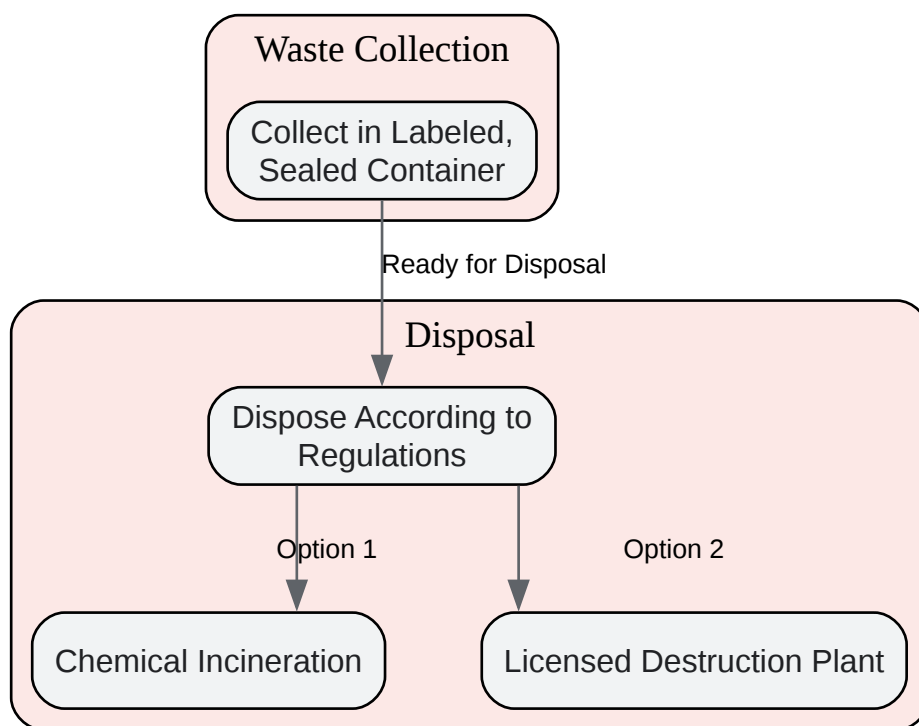 Waste Collection
Collect in Labeled,
Sealed Container
Ready for Disposal
Disposal
Dispose According to
Regulations
Option 1
Option 2
Chemical Incineration
Licensed Destruction Plant